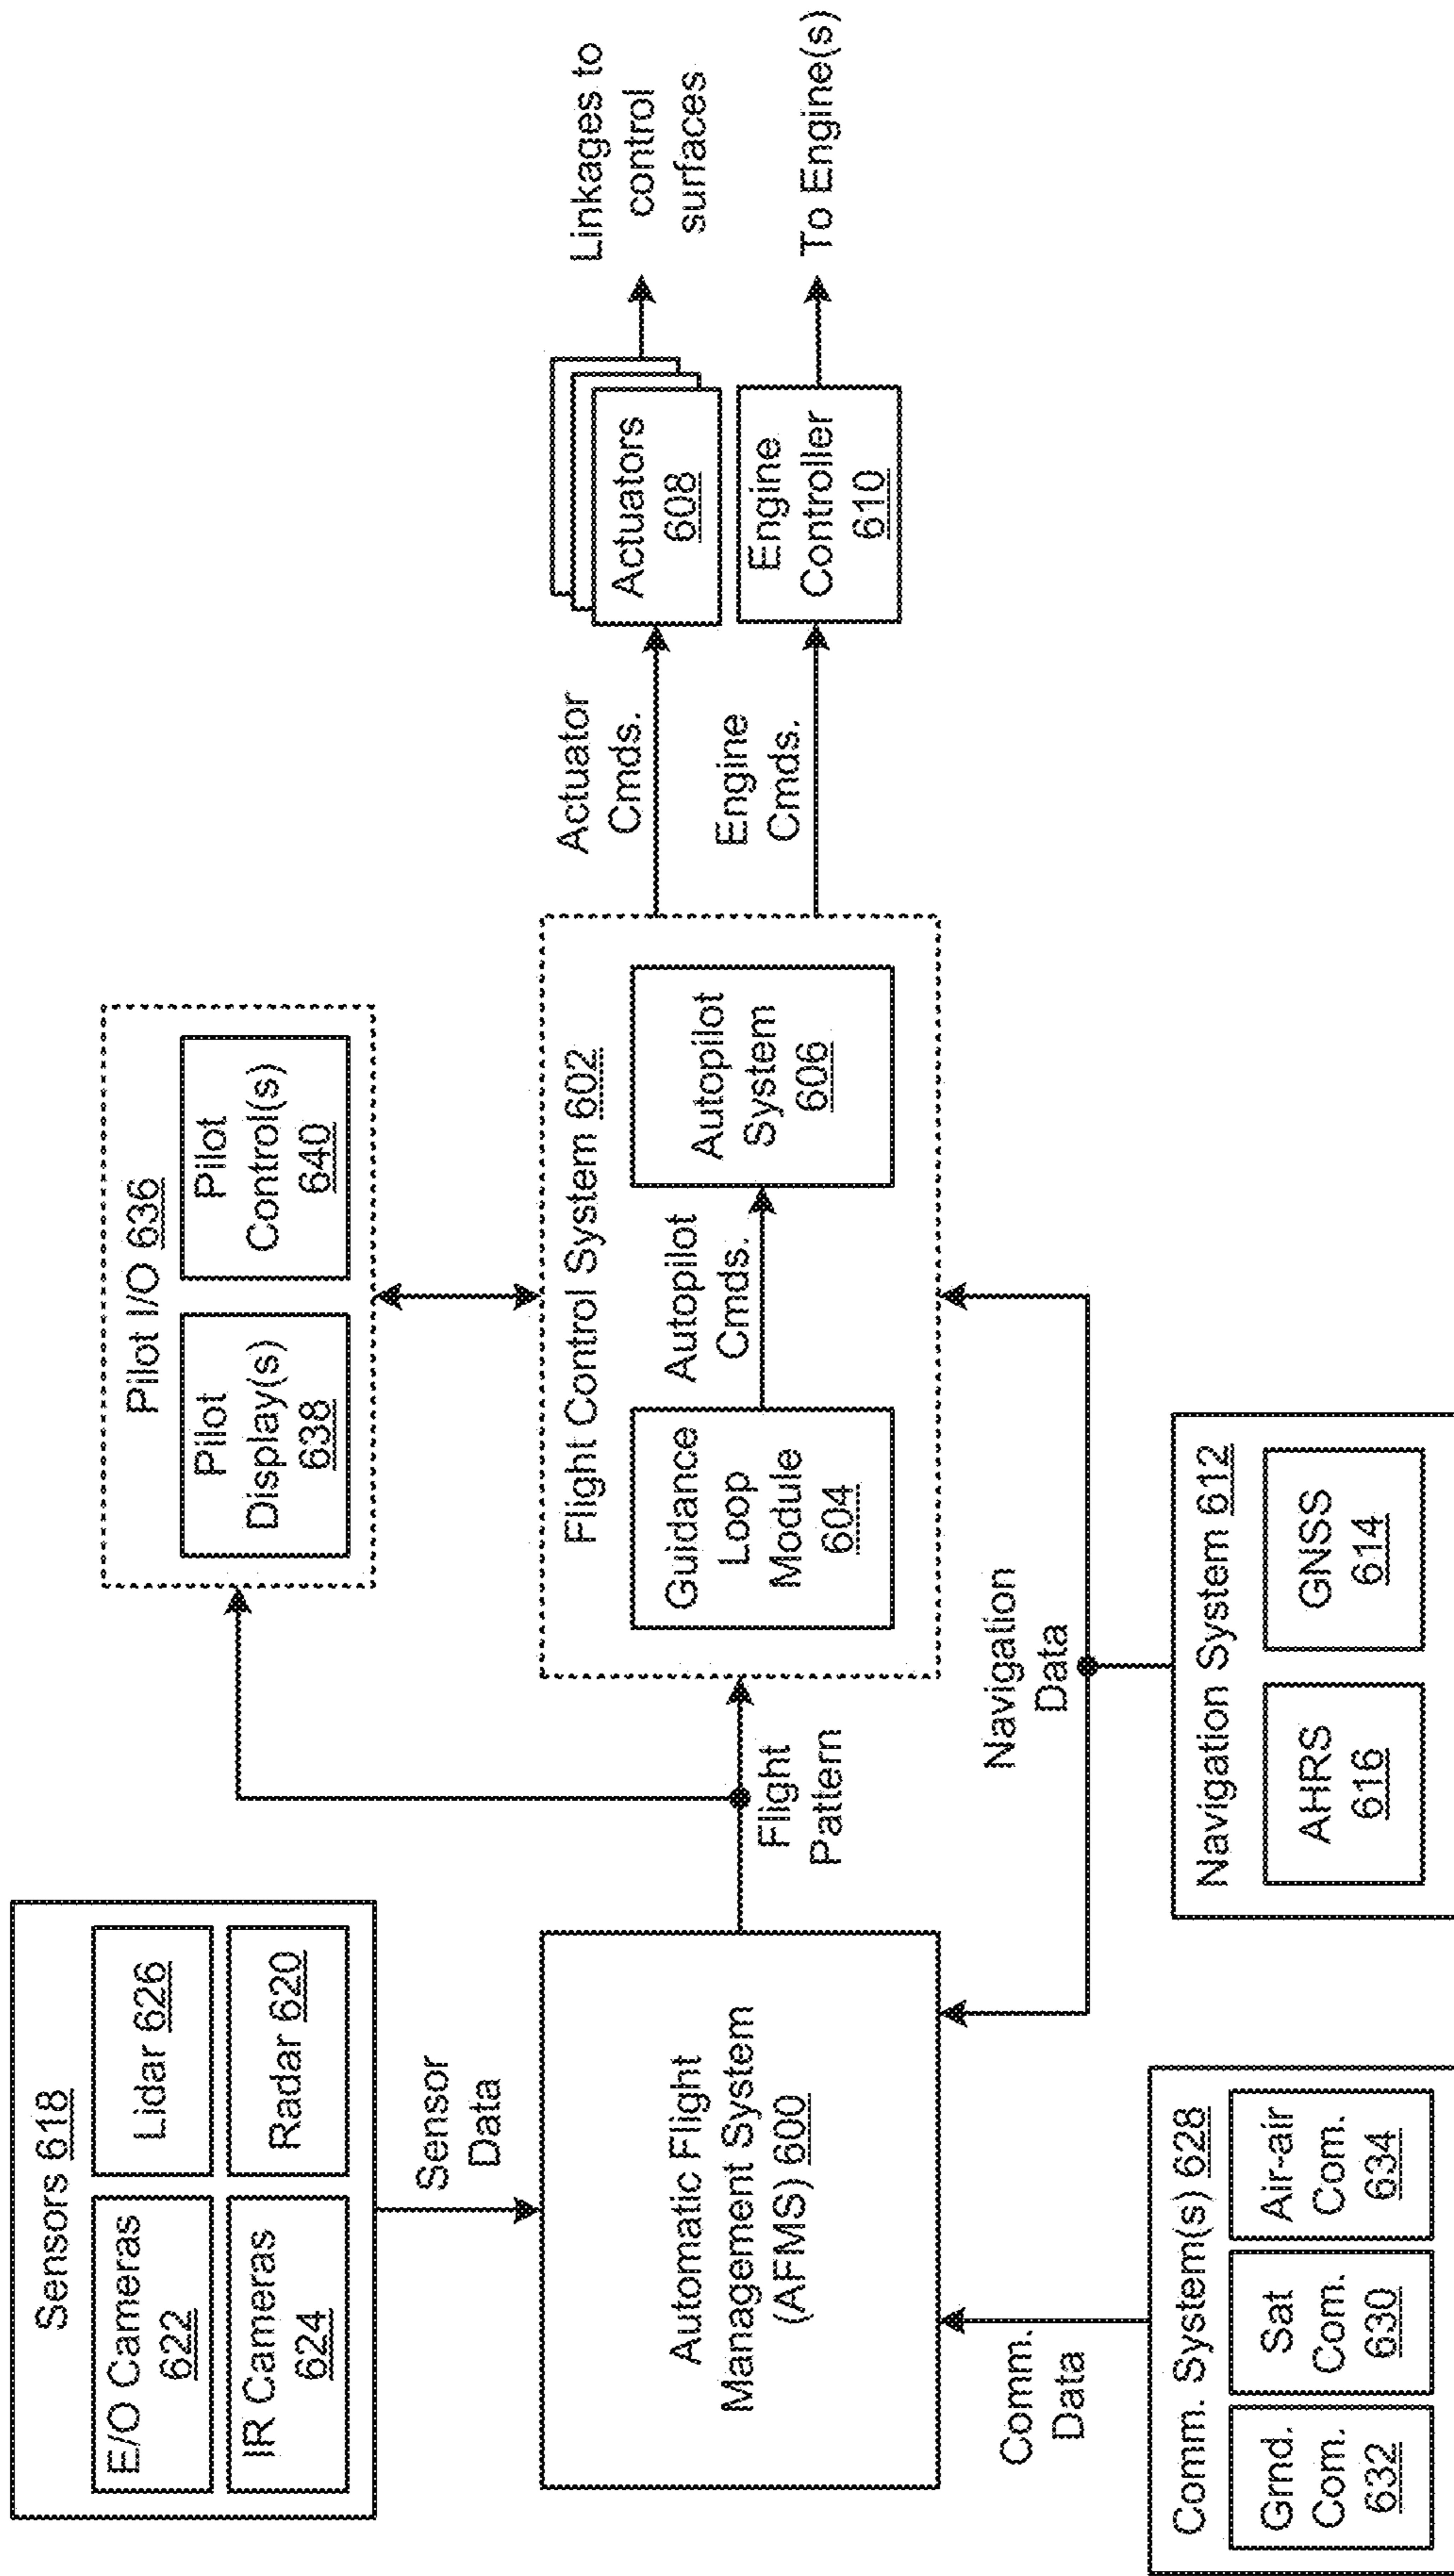 Sensors 618
E/O Cameras
622
Lidar 626
IR Cameras
624
Radar 620
Sensor
Data
Pilot I/O 636
Pilot
Display(s)
638
Pilot
Control(s)
640
Automatic Flight
Management System
(AFMS) 600
Flight
Pattern
Flight Control System 602
Guidance
Loop
Module
604
Autopilot
Cmds.
Autopilot
System
606
Actuator
Cmds.
Engine
Cmds.
Actuators
608
Engine
Controller
610
Linkages to
control
surfaces
To Engine(s)
Comm.
Data
Navigation
Data
Comm. System(s) 628
Grnd.
Com.
632
Sat
Com.
630
Air-air
Com.
634
Navigation System 612
AHRS
616
GNSS
614